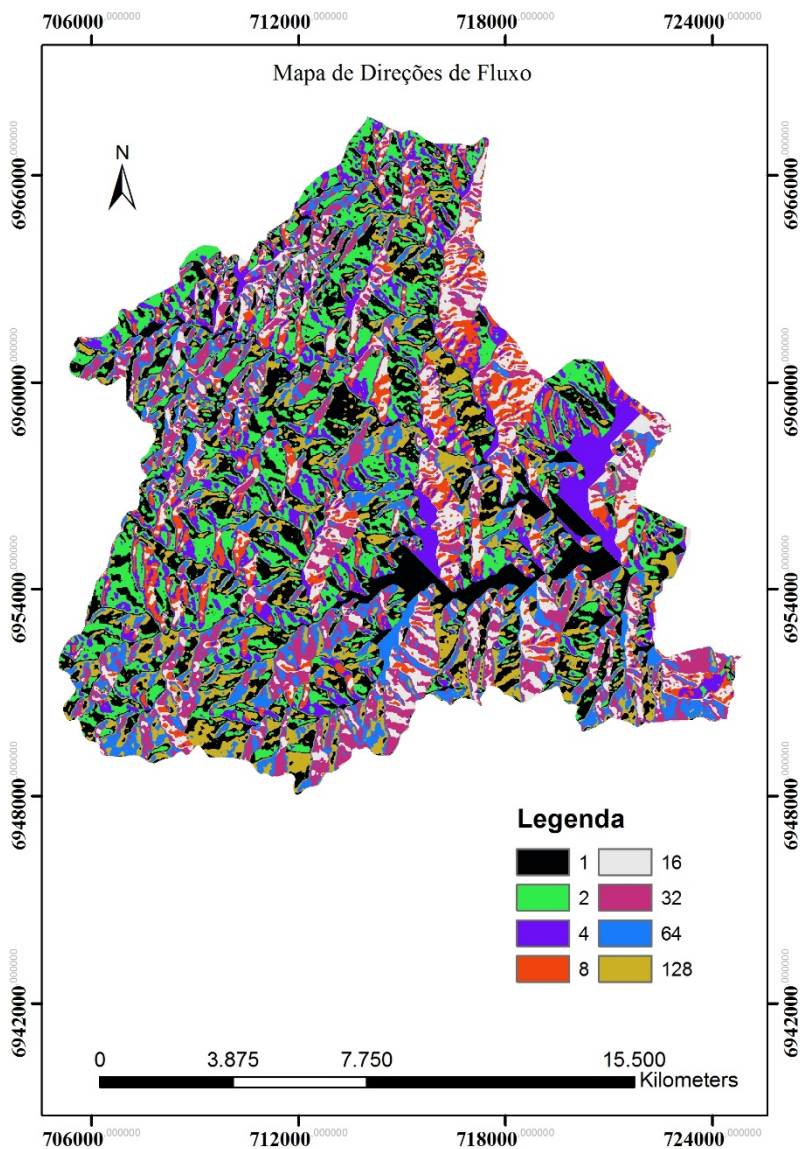 706000,000000 712000,000000 718000,000000 724000,000000
Mapa de Direções de Fluxo
N
6966000,000000 6966000,000000
6960000,000000 6960000,000000
6954000,000000 6954000,000000
6948000,000000 6948000,000000
Legenda
1 16
2 32
4 64
8 128
6942000,000000 6942000,000000
0 3.875 7.750 15.500
Kilometers
706000,000000 712000,000000 718000,000000 724000,000000